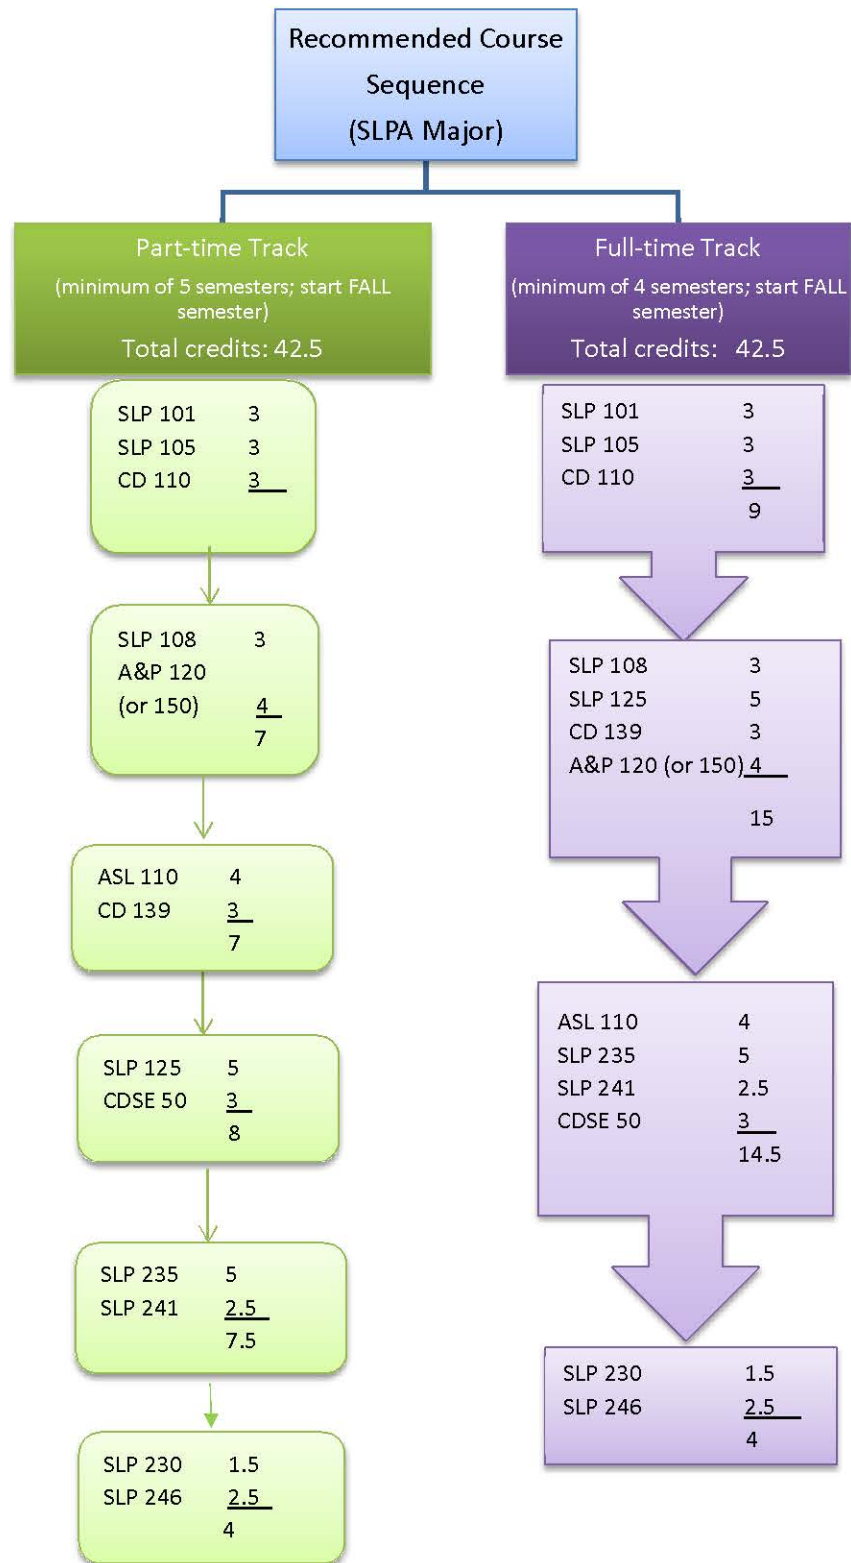 Recommended Course
Sequence
(SLPA Major)
Part-time Track
(minimum of 5 semesters; start FALL
semester)
Total credits: 42.5
SLP 101 3
SLP 105 3
CD 110 3
SLP 108 3
A&P 120
(or 150) 4
7
ASL 110 4
CD 139 3
7
SLP 125 5
CDSE 50 3
8
SLP 235 5
SLP 241 2.5
7.5
SLP 230 1.5
SLP 246 2.5
4
Full-time Track
(minimum of 4 semesters; start FALL
semester)
Total credits: 42.5
SLP 101 3
SLP 105 3
CD 110 3
9
SLP 108 3
SLP 125 5
CD 139 3
A&P 120 (or 150) 4
15
ASL 110 4
SLP 235 5
SLP 241 2.5
CDSE 50 3
14.5
SLP 230 1.5
SLP 246 2.5
4